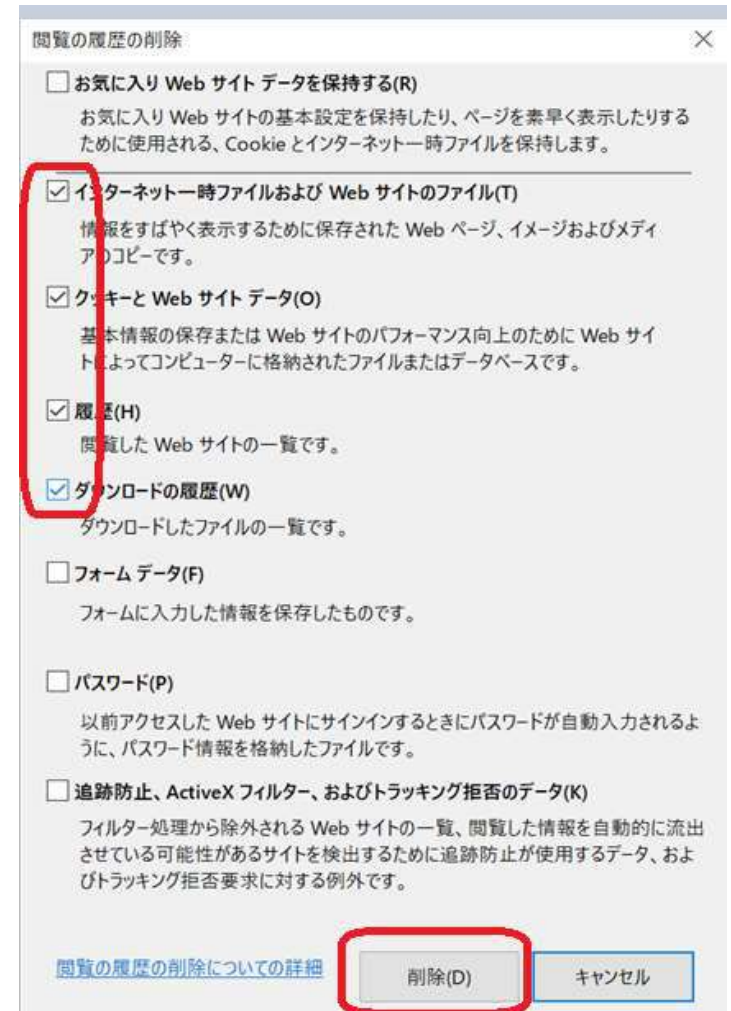 閲覧の履歴の削除
お気に入り Web サイト データを保持する(R)
お気に入り Web サイトの基本設定を保持したり、ページを素早く表示したりする
ために使用される、Cookie とインターネット一時ファイルを保持します。
インターネット一時ファイルおよび Web サイトのファイル(T)
情報をすばやく表示するために保存された Web ページ、イメージおよびメディ
アのコピーです。
クッキーと Web サイト データ(O)
基本情報の保存または Web サイトのパフォーマンス向上のために Web サイ
トによってコンピューターに格納されたファイルまたはデータベースです。
履歴(H)
閲覧した Web サイトの一覧です。
ダウンロードの履歴(W)
ダウンロードしたファイルの一覧です。
フォーム データ(F)
フォームに入力した情報を保存したものです。
パスワード(P)
以前アクセスした Web サイトにサインインするときにパスワードが自動入力されるよ
うに、パスワード情報を格納したファイルです。
追跡防止、ActiveX フィルター、およびトラッキング拒否のデータ(K)
フィルター処理から除外される Web サイトの一覧、閲覧した情報を自動的に流出
させている可能性があるサイトを検出するために追跡防止が使用するデータ、およ
びトラッキング拒否要求に対する例外です。
閲覧の履歴の削除についての詳細
削除(D)
キャンセル